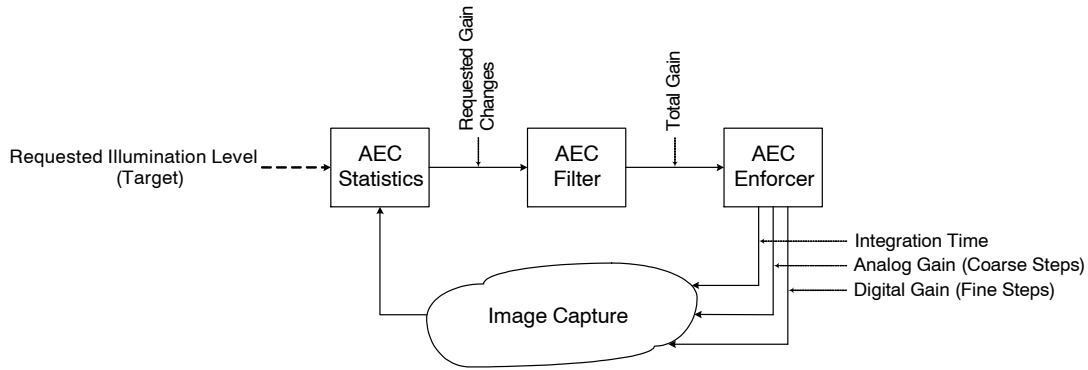 Requested Gain
Changes
Total Gain
Requested Illumination Level
(Target)
AEC
Statistics
AEC
Filter
AEC
Enforcer
Integration Time
Analog Gain (Coarse Steps)
Digital Gain (Fine Steps)
Image Capture